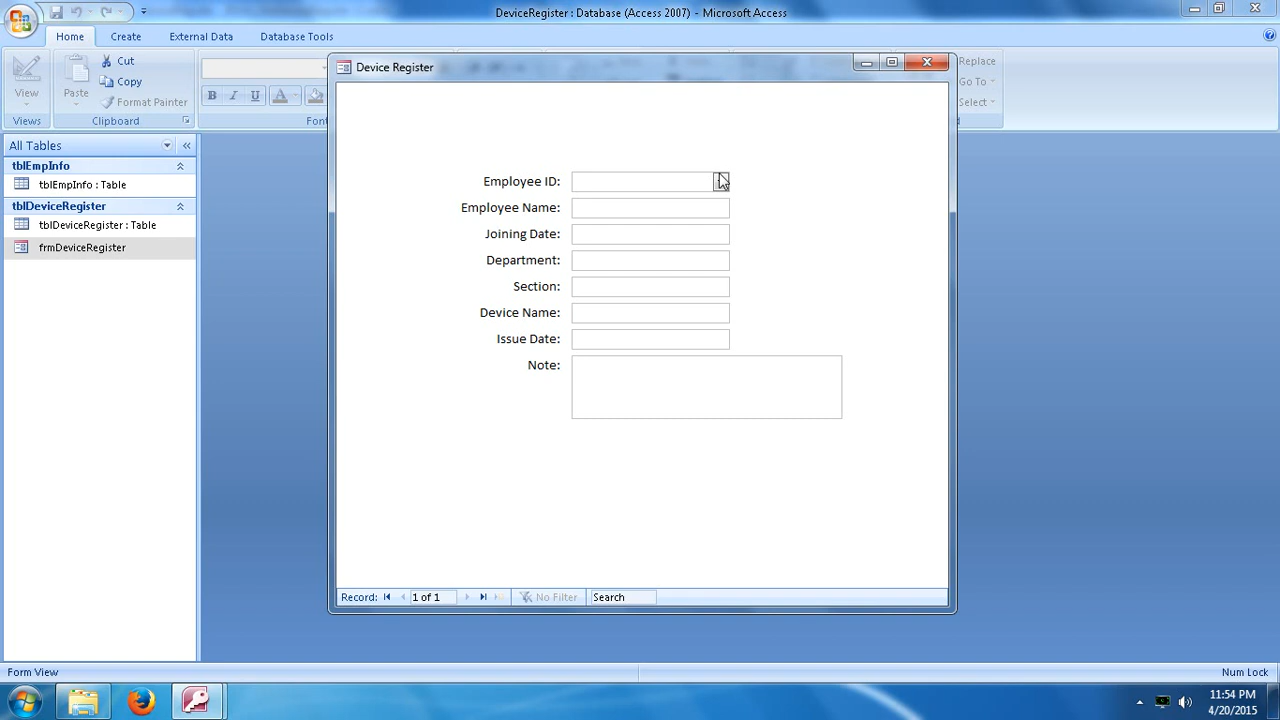 DeviceRegister : Database (Access 2007) - Microsoft Access
Home Create External Data Database Tools
View
Views
Paste
Cut
Copy
Format Painter
Clipboard
B I U A
Font
Replace
Go To
Select
All Tables
tblEmpInfo
tblEmpInfo : Table
tblDeviceRegister
tblDeviceRegister : Table
frmDeviceRegister
Device Register
Employee ID:
Employee Name:
Joining Date:
Department:
Section:
Device Name:
Issue Date:
Note:
Record: 1 of 1 No Filter Search
Form View Num Lock
11:54 PM
4/20/2015